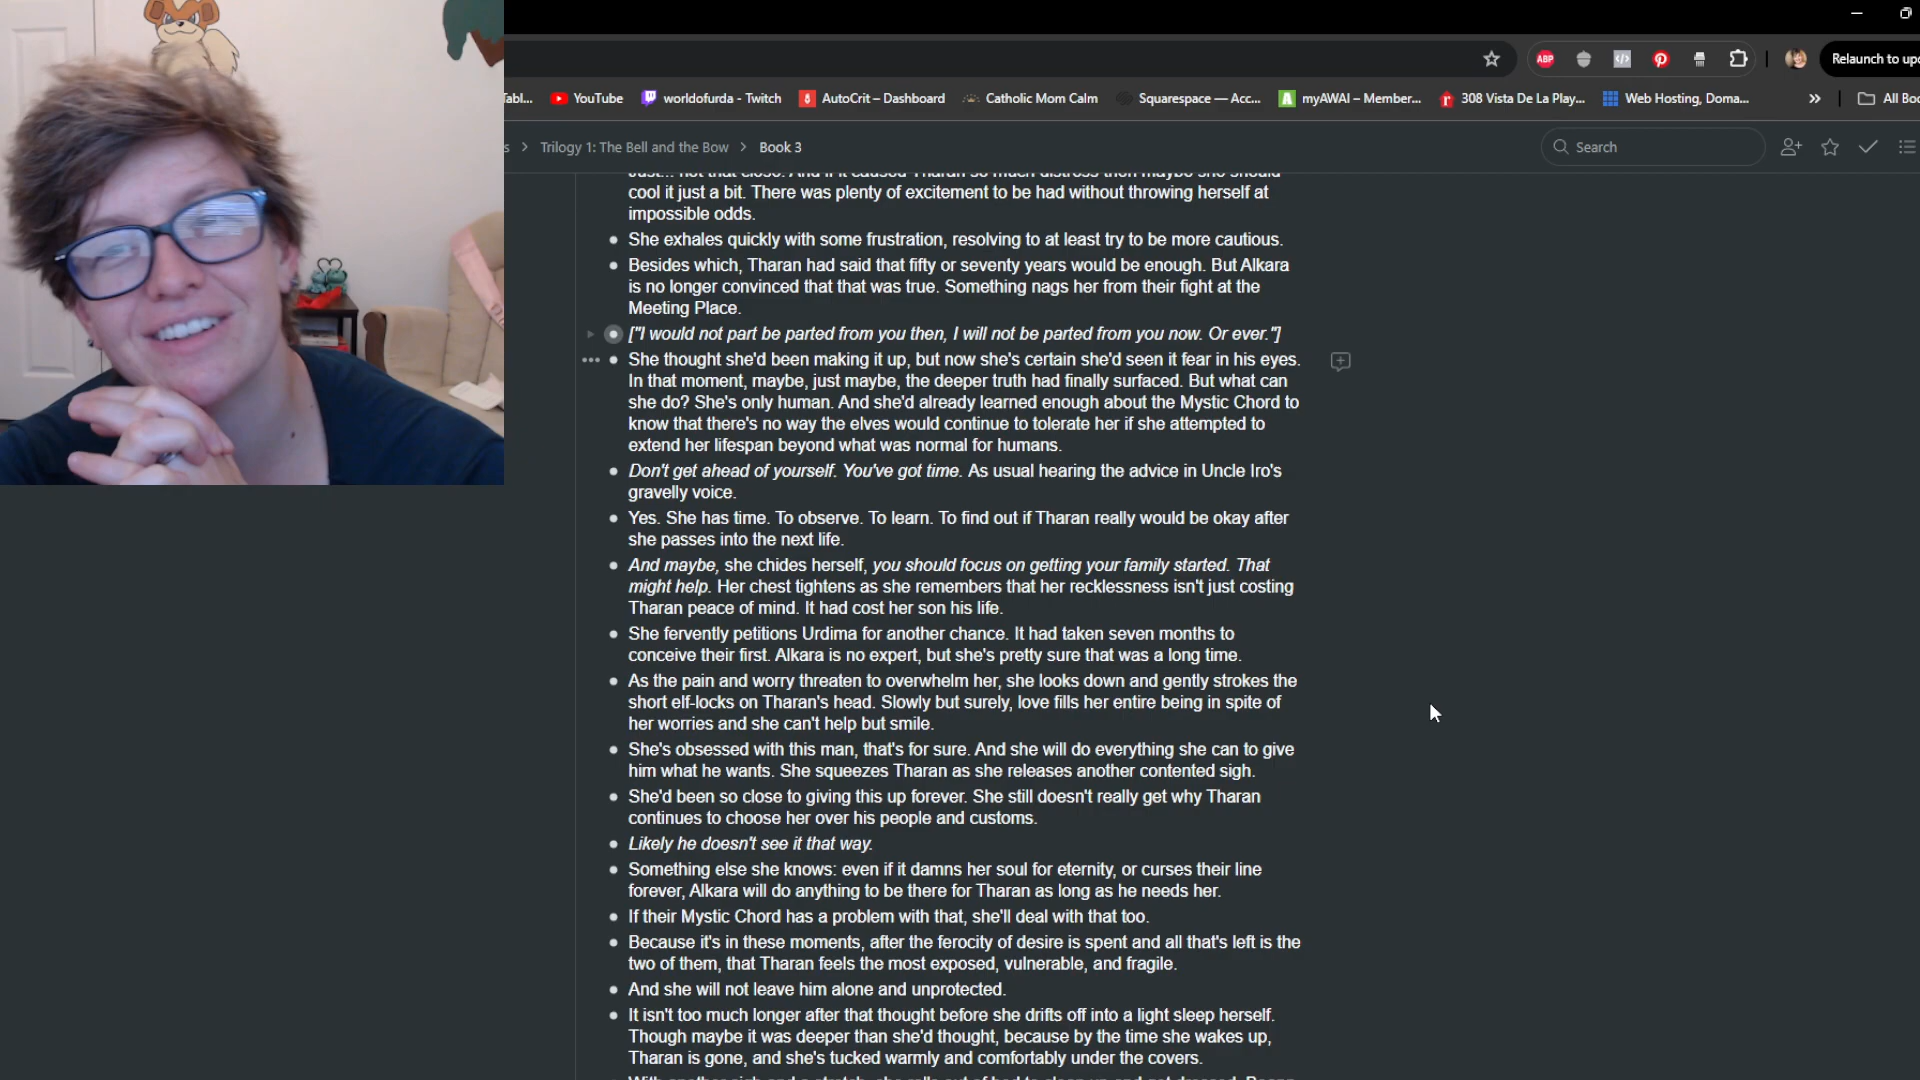 Relaunch to upd
ABP
Tabl...
YouTube
worldofurda - Twitch
AutoCrit – Dashboard
Catholic Mom Calm
Squarespace — Acc...
myAWAI – Member...
308 Vista De La Play...
Web Hosting, Doma...
»
All Boo
s > Trilogy 1: The Bell and the Bow > Book 3
Search
Just... not that close. And if it caused Tharan so much distress then maybe she should
cool it just a bit. There was plenty of excitement to be had without throwing herself at
impossible odds.
She exhales quickly with some frustration, resolving to at least try to be more cautious.
Besides which, Tharan had said that fifty or seventy years would be enough. But Alkara
is no longer convinced that that was true. Something nags her from their fight at the
Meeting Place.
["I would not part be parted from you then, I will not be parted from you now. Or ever."]
She thought she'd been making it up, but now she's certain she'd seen it fear in his eyes.
In that moment, maybe, just maybe, the deeper truth had finally surfaced. But what can
she do? She's only human. And she'd already learned enough about the Mystic Chord to
know that there's no way the elves would continue to tolerate her if she attempted to
extend her lifespan beyond what was normal for humans.
Don't get ahead of yourself. You've got time. As usual hearing the advice in Uncle Iro's
gravelly voice.
Yes. She has time. To observe. To learn. To find out if Tharan really would be okay after
she passes into the next life.
And maybe, she chides herself, you should focus on getting your family started. That
might help. Her chest tightens as she remembers that her recklessness isn't just costing
Tharan peace of mind. It had cost her son his life.
She fervently petitions Urdima for another chance. It had taken seven months to
conceive their first. Alkara is no expert, but she's pretty sure that was a long time.
As the pain and worry threaten to overwhelm her, she looks down and gently strokes the
short elf-locks on Tharan's head. Slowly but surely, love fills her entire being in spite of
her worries and she can't help but smile.
She's obsessed with this man, that's for sure. And she will do everything she can to give
him what he wants. She squeezes Tharan as she releases another contented sigh.
She'd been so close to giving this up forever. She still doesn't really get why Tharan
continues to choose her over his people and customs.
Likely he doesn't see it that way.
Something else she knows: even if it damns her soul for eternity, or curses their line
forever, Alkara will do anything to be there for Tharan as long as he needs her.
If their Mystic Chord has a problem with that, she'll deal with that too.
Because it's in these moments, after the ferocity of desire is spent and all that's left is the
two of them, that Tharan feels the most exposed, vulnerable, and fragile.
And she will not leave him alone and unprotected.
It isn't too much longer after that thought before she drifts off into a light sleep herself.
Though maybe it was deeper than she'd thought, because by the time she wakes up,
Tharan is gone, and she's tucked warmly and comfortably under the covers.